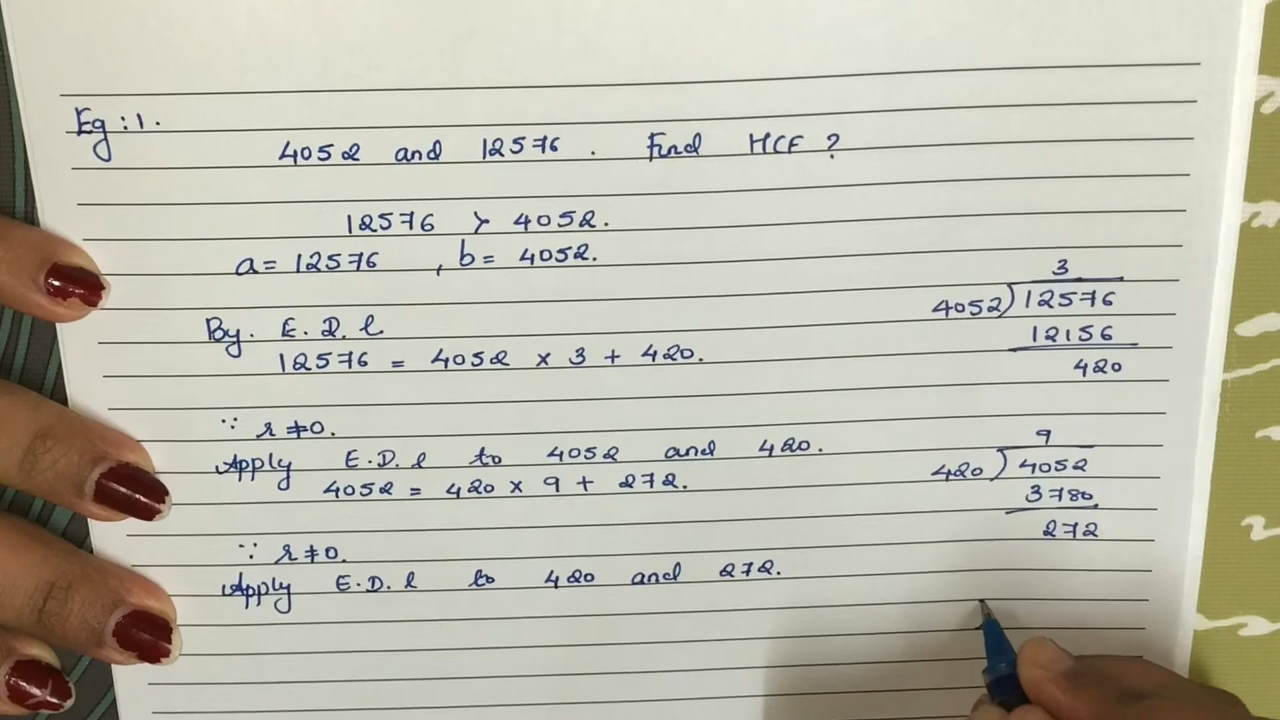 Eg : 1.
4052 and 12576 . Find HCF ?
12576 > 4052.
a = 12576 , b = 4052.
By. E. D. l
12576 = 4052 × 3 + 420.
∵ r ≠ 0.
Apply E.D. l to 4052 and 420.
4052 = 420 × 9 + 272.
∵ r ≠ 0.
Apply E.D. l to 420 and 272.
3
4052 ) 12576
12156
420
9
420 ) 4052
3780
272